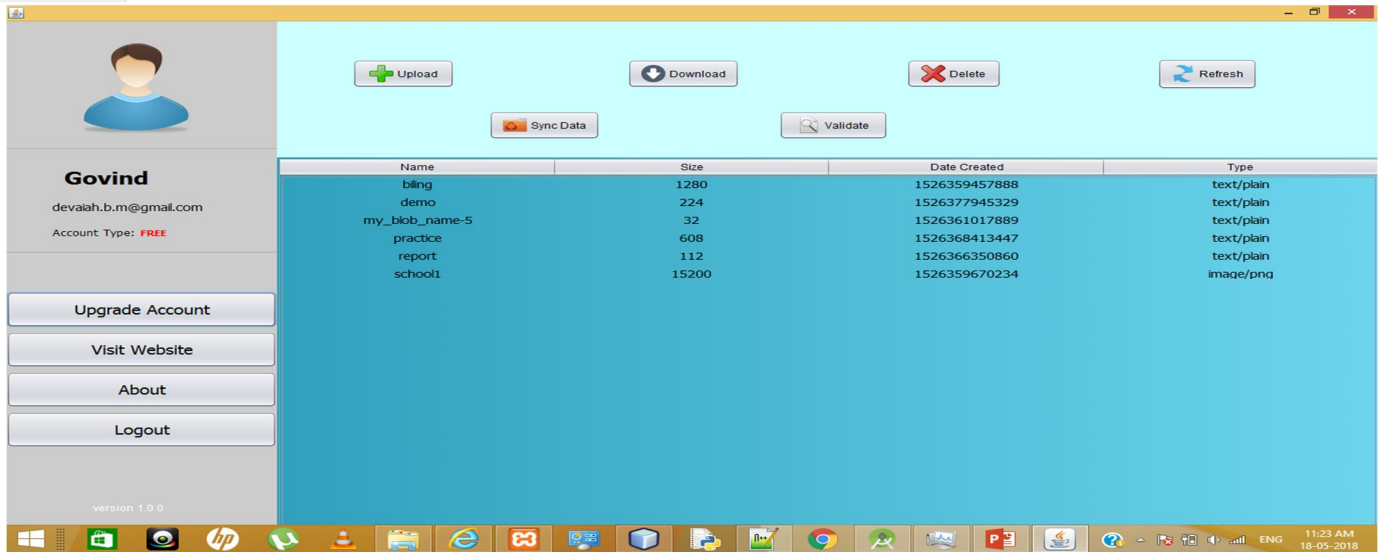 Upload Download Delete Refresh
Sync Data Validate
Govind
devaiah.b.m@gmail.com
Account Type: FREE
Upgrade Account
Visit Website
About
Logout
version 1.0.0
Name Size Date Created Type
biling 1280 1526359457888 text/plain
demo 224 1526377945329 text/plain
my_blob_name-5 32 1526361017889 text/plain
practice 608 1526368413447 text/plain
report 112 1526366350860 text/plain
school1 15200 1526359670234 image/png
hp
ENG 11:23 AM
18-05-2018